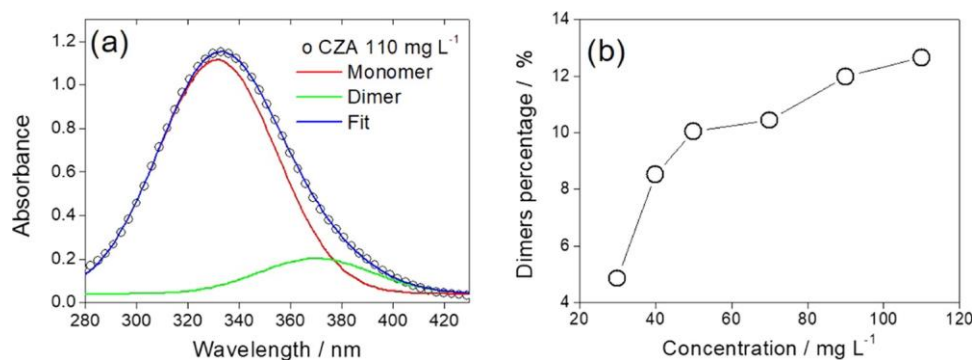 (a)
o CZA 110 mg L⁻¹
Monomer
Dimer
Fit
Absorbance
1.2
1.0
0.8
0.6
0.4
0.2
0.0
280 300 320 340 360 380 400 420
Wavelength / nm
(b)
Dimers percentage / %
14
12
10
8
6
4
20 40 60 80 100 120
Concentration / mg L⁻¹